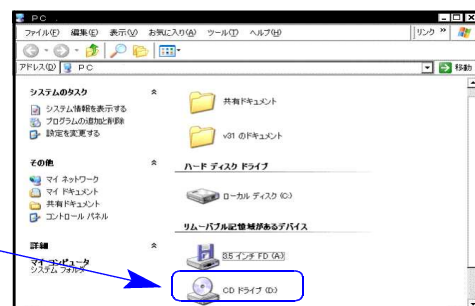 PC
ファイル(F) 編集(E) 表示(V) お気に入り(A) ツール(T) ヘルプ(H) リンク »
アドレス(D) PC 移動
システムのタスク
システム情報を表示する
プログラムの追加と削除
設定を変更する
その他
マイ ネットワーク
マイ ドキュメント
共有ドキュメント
コントロール パネル
詳細
マイ コンピュータ
システム フォルダ
共有ドキュメント
v31 のドキュメント
ハード ディスク ドライブ
ローカル ディスク (C:)
リムーバブル記憶域があるデバイス
3.5 インチ FD (A:)
CD ドライブ (D:)